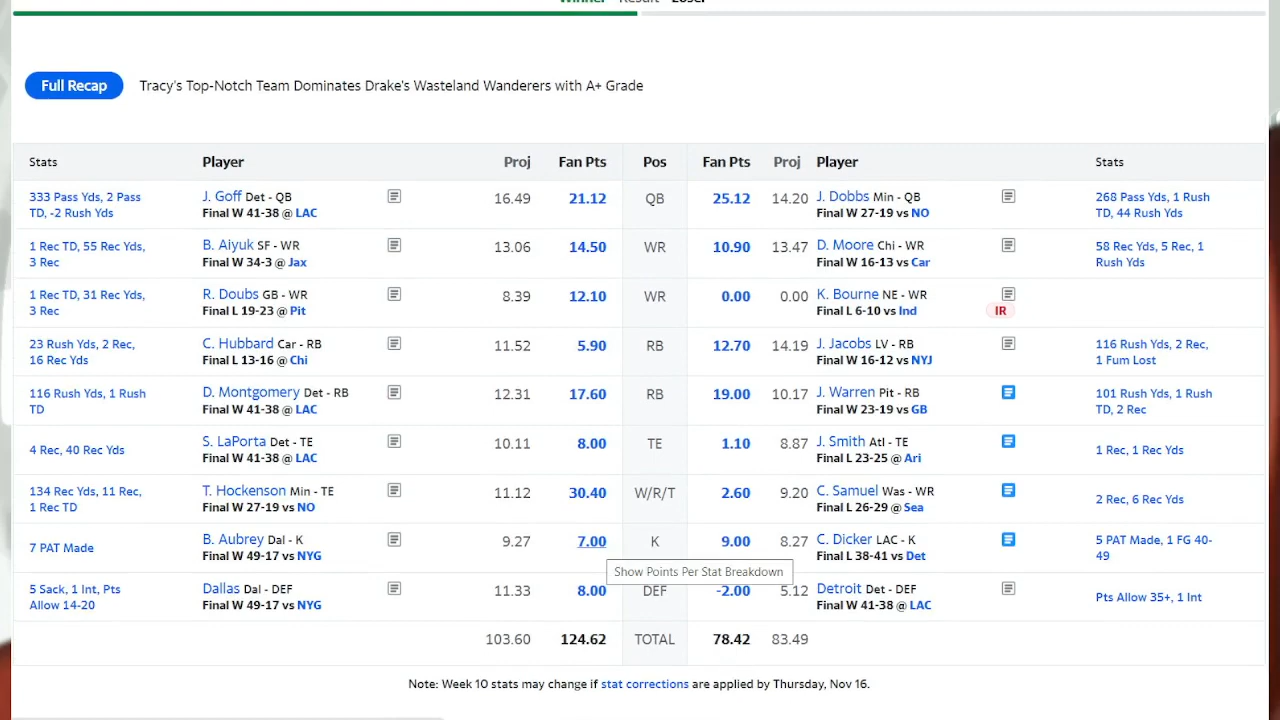 Winner Result Loser
Full Recap Tracy's Top-Notch Team Dominates Drake's Wasteland Wanderers with A+ Grade
Stats Player Proj Fan Pts Pos Fan Pts Proj Player Stats
333 Pass Yds, 2 Pass TD, -2 Rush Yds
J. Goff Det - QB
Final W 41-38 @ LAC
16.49 21.12 QB 25.12 14.20
J. Dobbs Min - QB
Final W 27-19 vs NO
268 Pass Yds, 1 Rush
TD, 44 Rush Yds
1 Rec TD, 55 Rec Yds,
3 Rec
B. Aiyuk SF - WR
Final W 34-3 @ Jax
13.06 14.50 WR 10.90 13.47
D. Moore Chi - WR
Final W 16-13 vs Car
58 Rec Yds, 5 Rec, 1
Rush Yds
1 Rec TD, 31 Rec Yds,
3 Rec
R. Doubs GB - WR
Final L 19-23 @ Pit
8.39 12.10 WR 0.00 0.00
K. Bourne NE - WR
Final L 6-10 vs Ind
IR
23 Rush Yds, 2 Rec,
16 Rec Yds
C. Hubbard Car - RB
Final L 13-16 @ Chi
11.52 5.90 RB 12.70 14.19
J. Jacobs LV - RB
Final W 16-12 vs NYJ
116 Rush Yds, 2 Rec,
1 Fum Lost
116 Rush Yds, 1 Rush
TD
D. Montgomery Det - RB
Final W 41-38 @ LAC
12.31 17.60 RB 19.00 10.17
J. Warren Pit - RB
Final W 23-19 vs GB
101 Rush Yds, 1 Rush
TD, 2 Rec
4 Rec, 40 Rec Yds
S. LaPorta Det - TE
Final W 41-38 @ LAC
10.11 8.00 TE 1.10 8.87
J. Smith Atl - TE
Final L 23-25 @ Ari
1 Rec, 1 Rec Yds
134 Rec Yds, 11 Rec,
1 Rec TD
T. Hockenson Min - TE
Final W 27-19 vs NO
11.12 30.40 W/R/T 2.60 9.20
C. Samuel Was - WR
Final L 26-29 @ Sea
2 Rec, 6 Rec Yds
7 PAT Made
B. Aubrey Dal - K
Final W 49-17 vs NYG
9.27 7.00 K 9.00 8.27
C. Dicker LAC - K
Final L 38-41 vs Det
5 PAT Made, 1 FG 40-
49
Show Points Per Stat Breakdown
5 Sack, 1 Int, Pts
Allow 14-20
Dallas Dal - DEF
Final W 49-17 vs NYG
11.33 8.00 DEF -2.00 5.12
Detroit Det - DEF
Final W 41-38 @ LAC
Pts Allow 35+, 1 Int
103.60 124.62 TOTAL 78.42 83.49
Note: Week 10 stats may change if stat corrections are applied by Thursday, Nov 16.